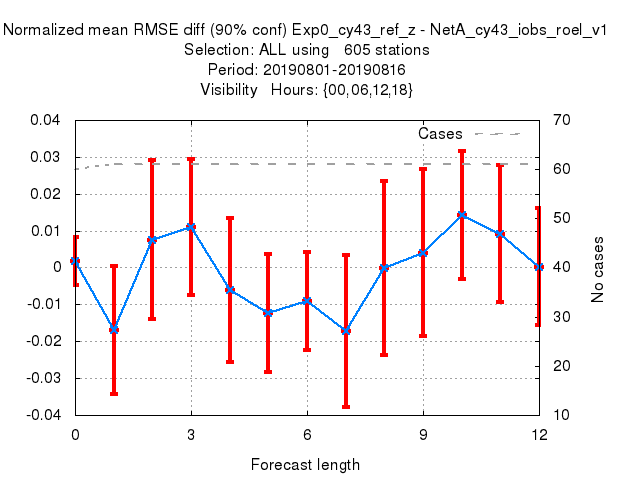 Normalized mean RMSE diff (90% conf) Exp0_cy43_ref_z - NetA_cy43_iobs_roel_v1
Selection: ALL using   605 stations
Period: 20190801-20190816
Visibility   Hours: {00,06,12,18}
Cases
0.04
0.03
0.02
0.01
0
-0.01
-0.02
-0.03
-0.04
70
60
50
40
30
20
10
No cases
0 3 6 9 12
Forecast length